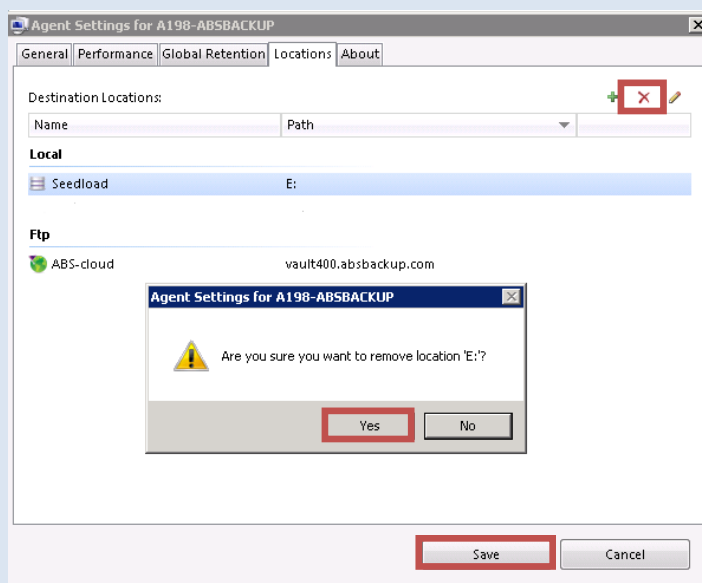 Agent Settings for A198-ABSBACKUP
General Performance Global Retention Locations About
Destination Locations:
Name Path
Local
Seedload E:
Ftp
ABS-cloud vault400.absbackup.com
Agent Settings for A198-ABSBACKUP
Are you sure you want to remove location 'E:'?
Yes No
Save Cancel